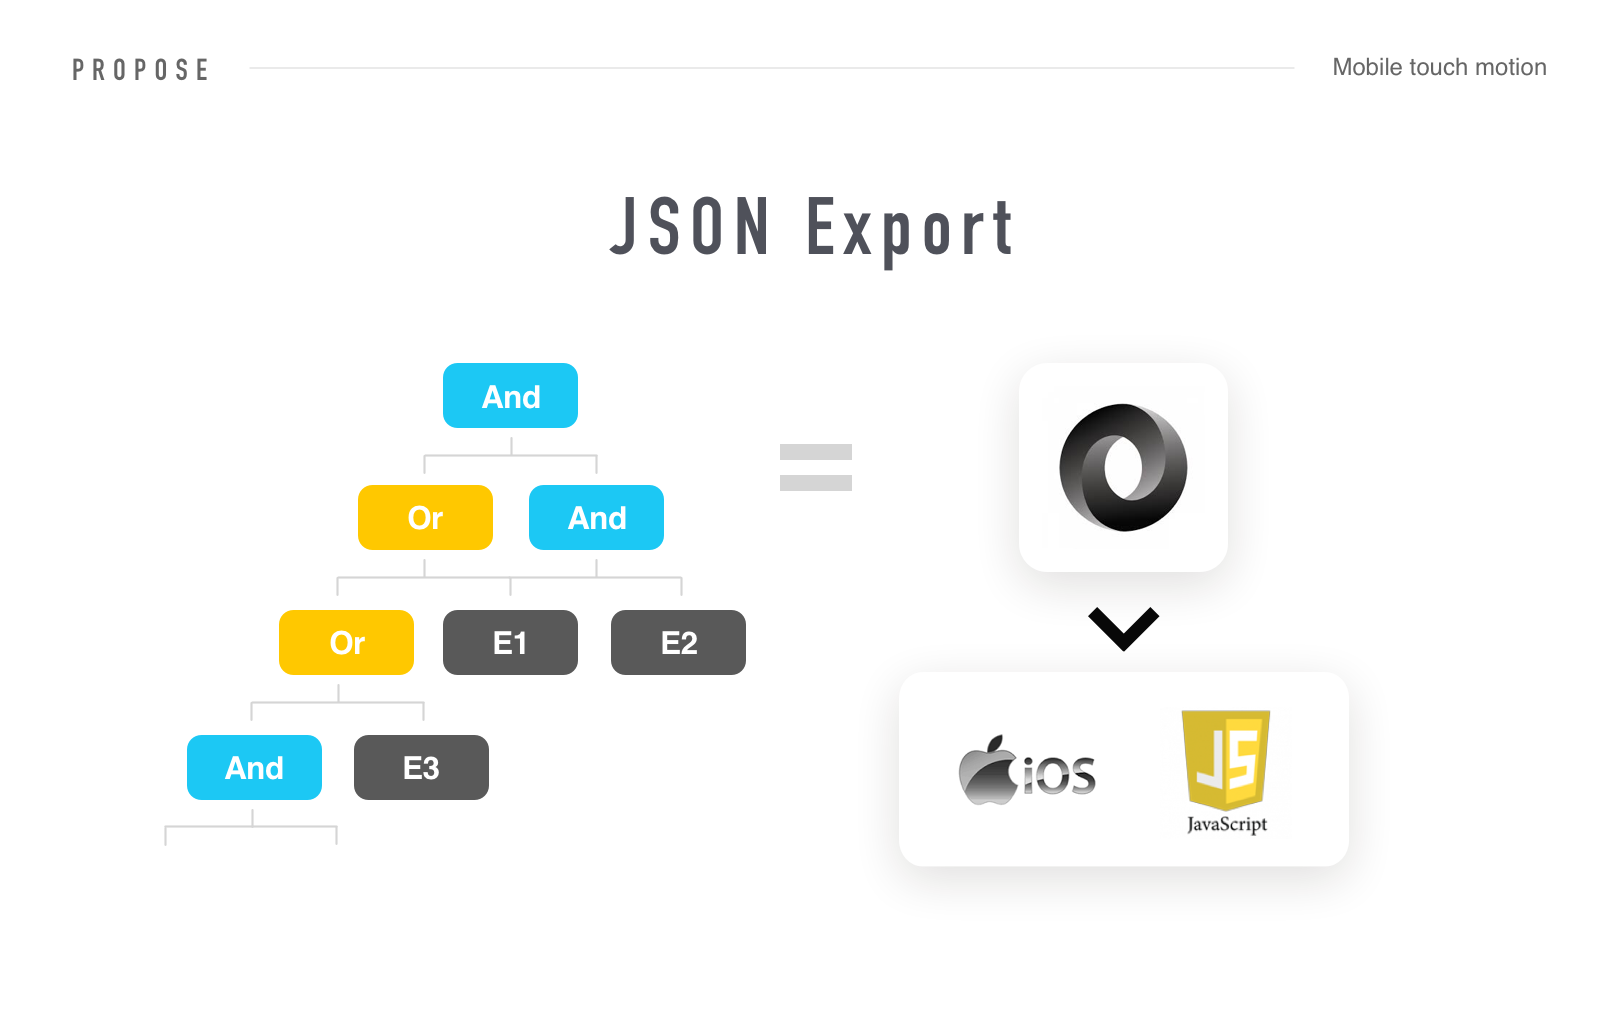 PROPOSE
Mobile touch motion
JSON Export
And
Or
And
Or
E1
E2
And
E3
iOS
JS
JavaScript